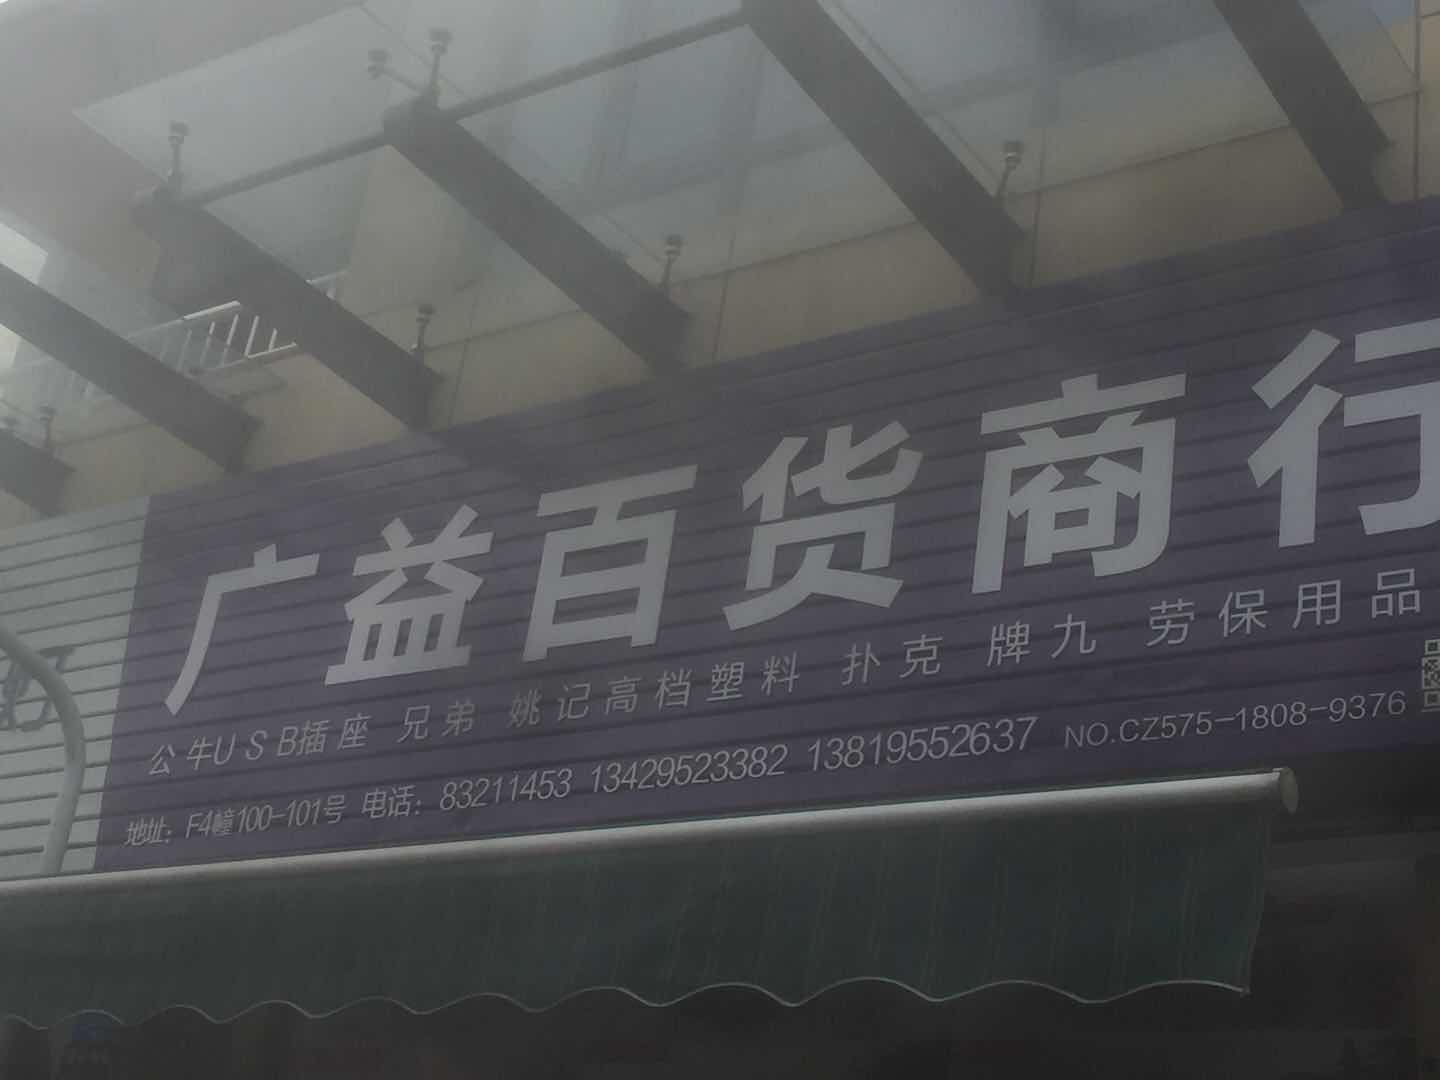 广益百货商行
公牛USB插座 兄弟 姚记高档塑料 扑克 牌九 劳保用品
地址：F4幢100-101号 电话：83211453 13429523382 13819552637 NO.CZ575-1808-9376